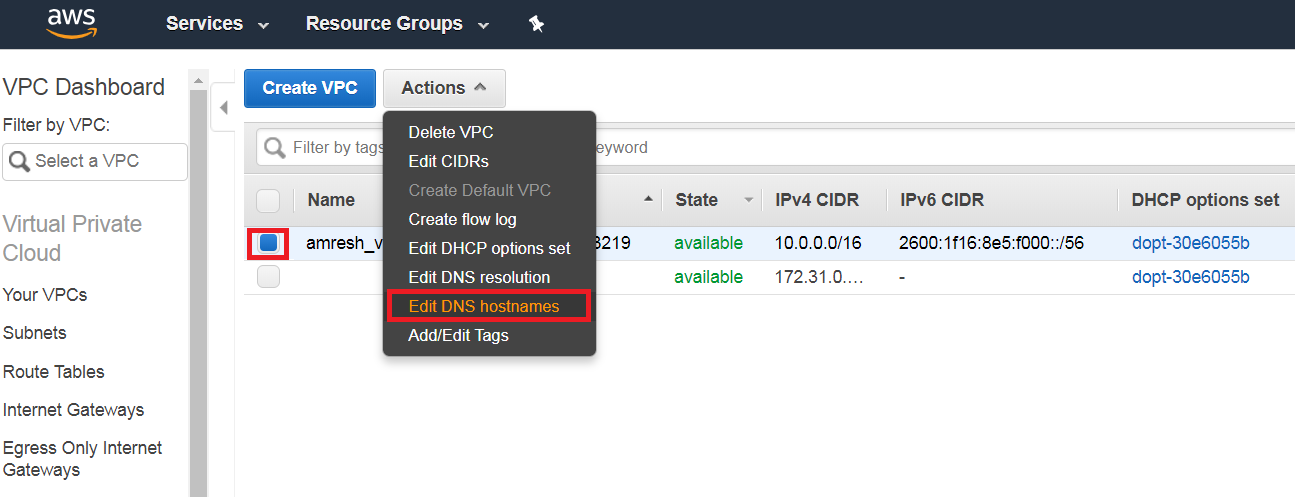 aws Services Resource Groups
VPC Dashboard
Filter by VPC:
Select a VPC
Virtual Private
Cloud
Your VPCs
Subnets
Route Tables
Internet Gateways
Egress Only Internet
Gateways
Create VPC Actions
Delete VPC
Edit CIDRs
Create Default VPC
Create flow log
Edit DHCP options set
Edit DNS resolution
Edit DNS hostnames
Add/Edit Tags
Filter by tags eyword
Name State IPv4 CIDR IPv6 CIDR DHCP options set
amresh_v 3219 available 10.0.0.0/16 2600:1f16:8e5:f000::/56 dopt-30e6055b
available 172.31.0.… - dopt-30e6055b